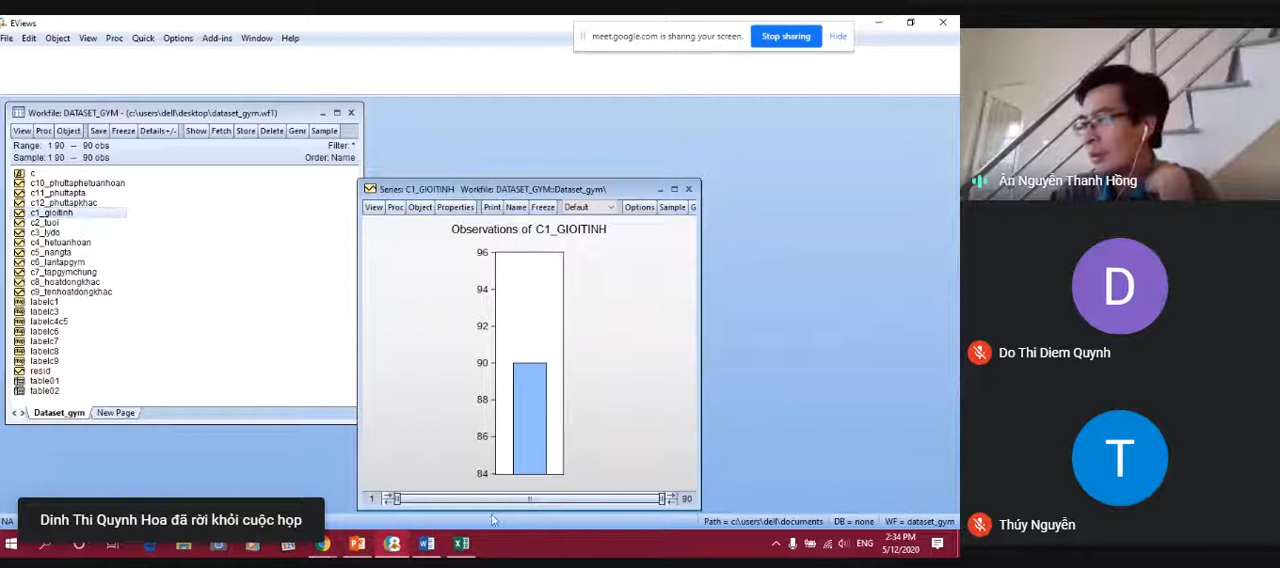 EViews
File Edit Object View Proc Quick Options Add-ins Window Help
meet.google.com is sharing your screen. Stop sharing Hide
Workfile: DATASET_GYM - (c:\users\dell\desktop\dataset_gym.wf1)
View Proc Object Save Freeze Details+/- Show Fetch Store Delete Genr Sample
Range: 1 90 -- 90 obs Filter: *
Sample: 1 90 -- 90 obs Order: Name
c
c10_phuttaphetuanhoan
c11_phuttapta
c12_phuttapkhac
c1_gioitinh
c2_tuoi
c3_lydo
c4_hetuanhoan
c5_nangta
c6_lantapgym
c7_tapgymchung
c8_hoatdongkhac
c9_tenhoatdongkhac
labelc1
labelc3
labelc4c5
labelc6
labelc7
labelc8
labelc9
resid
table01
table02
Dataset_gym New Page
Series: C1_GIOITINH Workfile: DATASET_GYM::Dataset_gym\
View Proc Object Properties Print Name Freeze Default Options Sample G
Observations of C1_GIOITINH
96
94
92
90
88
86
84
1 90
Dinh Thi Quynh Hoa đã rời khỏi cuộc họp
NA
Path = c:\users\dell\documents DB = none WF = dataset_gym
ENG
2:34 PM
5/12/2020
Ân Nguyễn Thanh Hồng
D
Do Thi Diem Quynh
T
Thúy Nguyễn